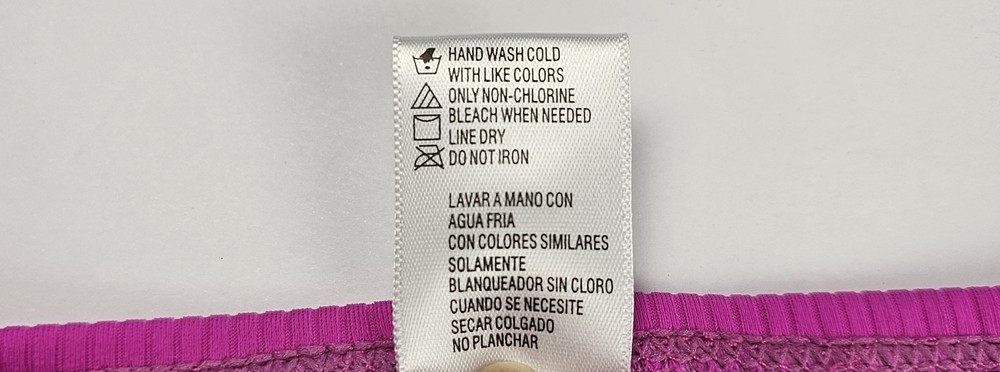 HAND WASH COLD
WITH LIKE COLORS
ONLY NON-CHLORINE
BLEACH WHEN NEEDED
LINE DRY
DO NOT IRON
LAVAR A MANO CON
AGUA FRIA
CON COLORES SIMILARES
SOLAMENTE
BLANQUEADOR SIN CLORO
CUANDO SE NECESITE
SECAR COLGADO
NO PLANCHAR